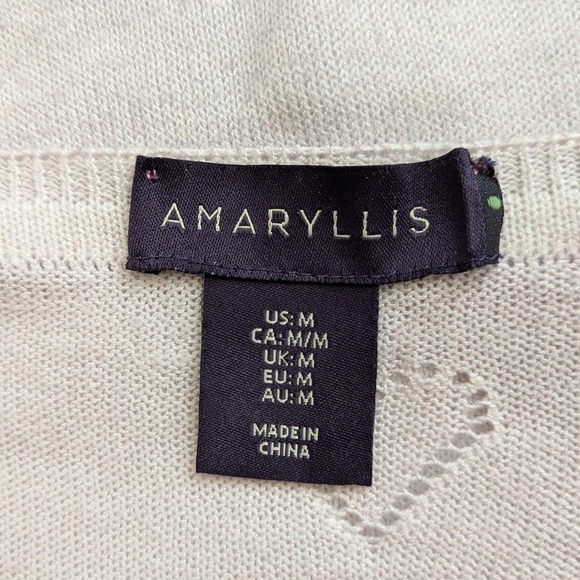 AMARYLLIS
US: M
CA: M/M
UK: M
EU: M
AU: M
MADE IN
CHINA